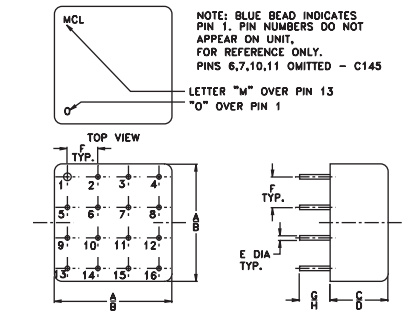 MCL
NOTE: BLUE BEAD INDICATES
PIN 1. PIN NUMBERS DO NOT
APPEAR ON UNIT,
FOR REFERENCE ONLY.
PINS 6,7,10,11 OMITTED - C145
LETTER "M" OVER PIN 13
O
"O" OVER PIN 1
TOP VIEW
F
TYP.
1 2 3 4
5 6 7 8
9 10 11 12
13 14 15 16
A
B
A
B
F
TYP.
E DIA
TYP.
G
H
C
D